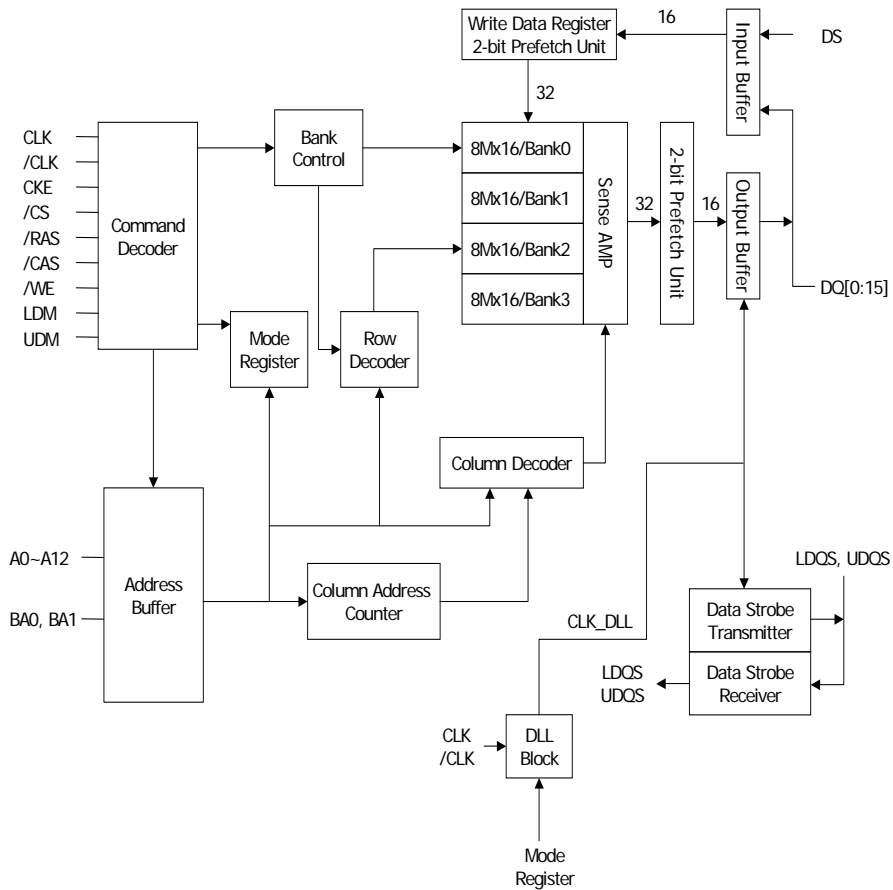 Write Data Register
2-bit Prefetch Unit
16
Input Buffer
DS
32
Bank
Control
8Mx16/Bank0
8Mx16/Bank1
8Mx16/Bank2
8Mx16/Bank3
Sense AMP
32
2-bit Prefetch Unit
16
Output Buffer
DQ[0:15]
CLK
/CLK
CKE
/CS
/RAS
/CAS
/WE
LDM
UDM
Command
Decoder
Mode
Register
Row
Decoder
Column Decoder
A0~A12
BA0, BA1
Address
Buffer
Column Address
Counter
CLK_DLL
LDQS, UDQS
Data Strobe
Transmitter
Data Strobe
Receiver
LDQS
UDQS
CLK
/CLK
DLL
Block
Mode
Register